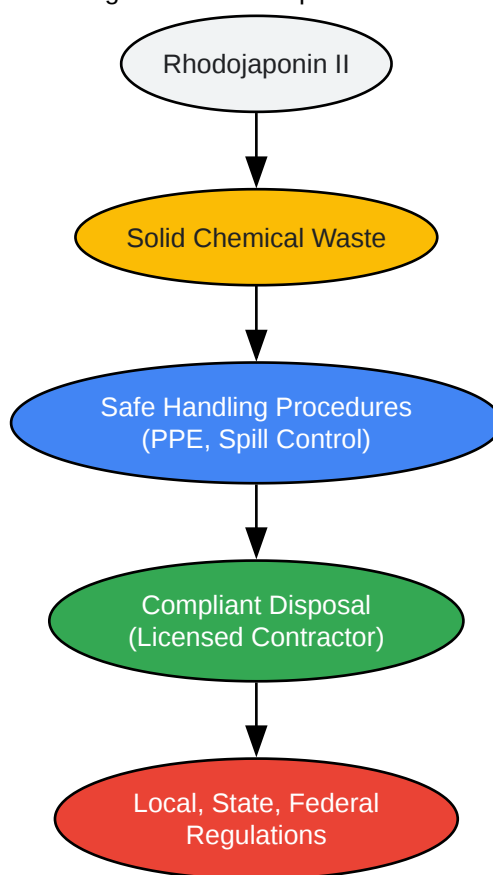 Rhodojaponin II
Solid Chemical Waste
Safe Handling Procedures
(PPE, Spill Control)
Compliant Disposal
(Licensed Contractor)
Local, State, Federal
Regulations